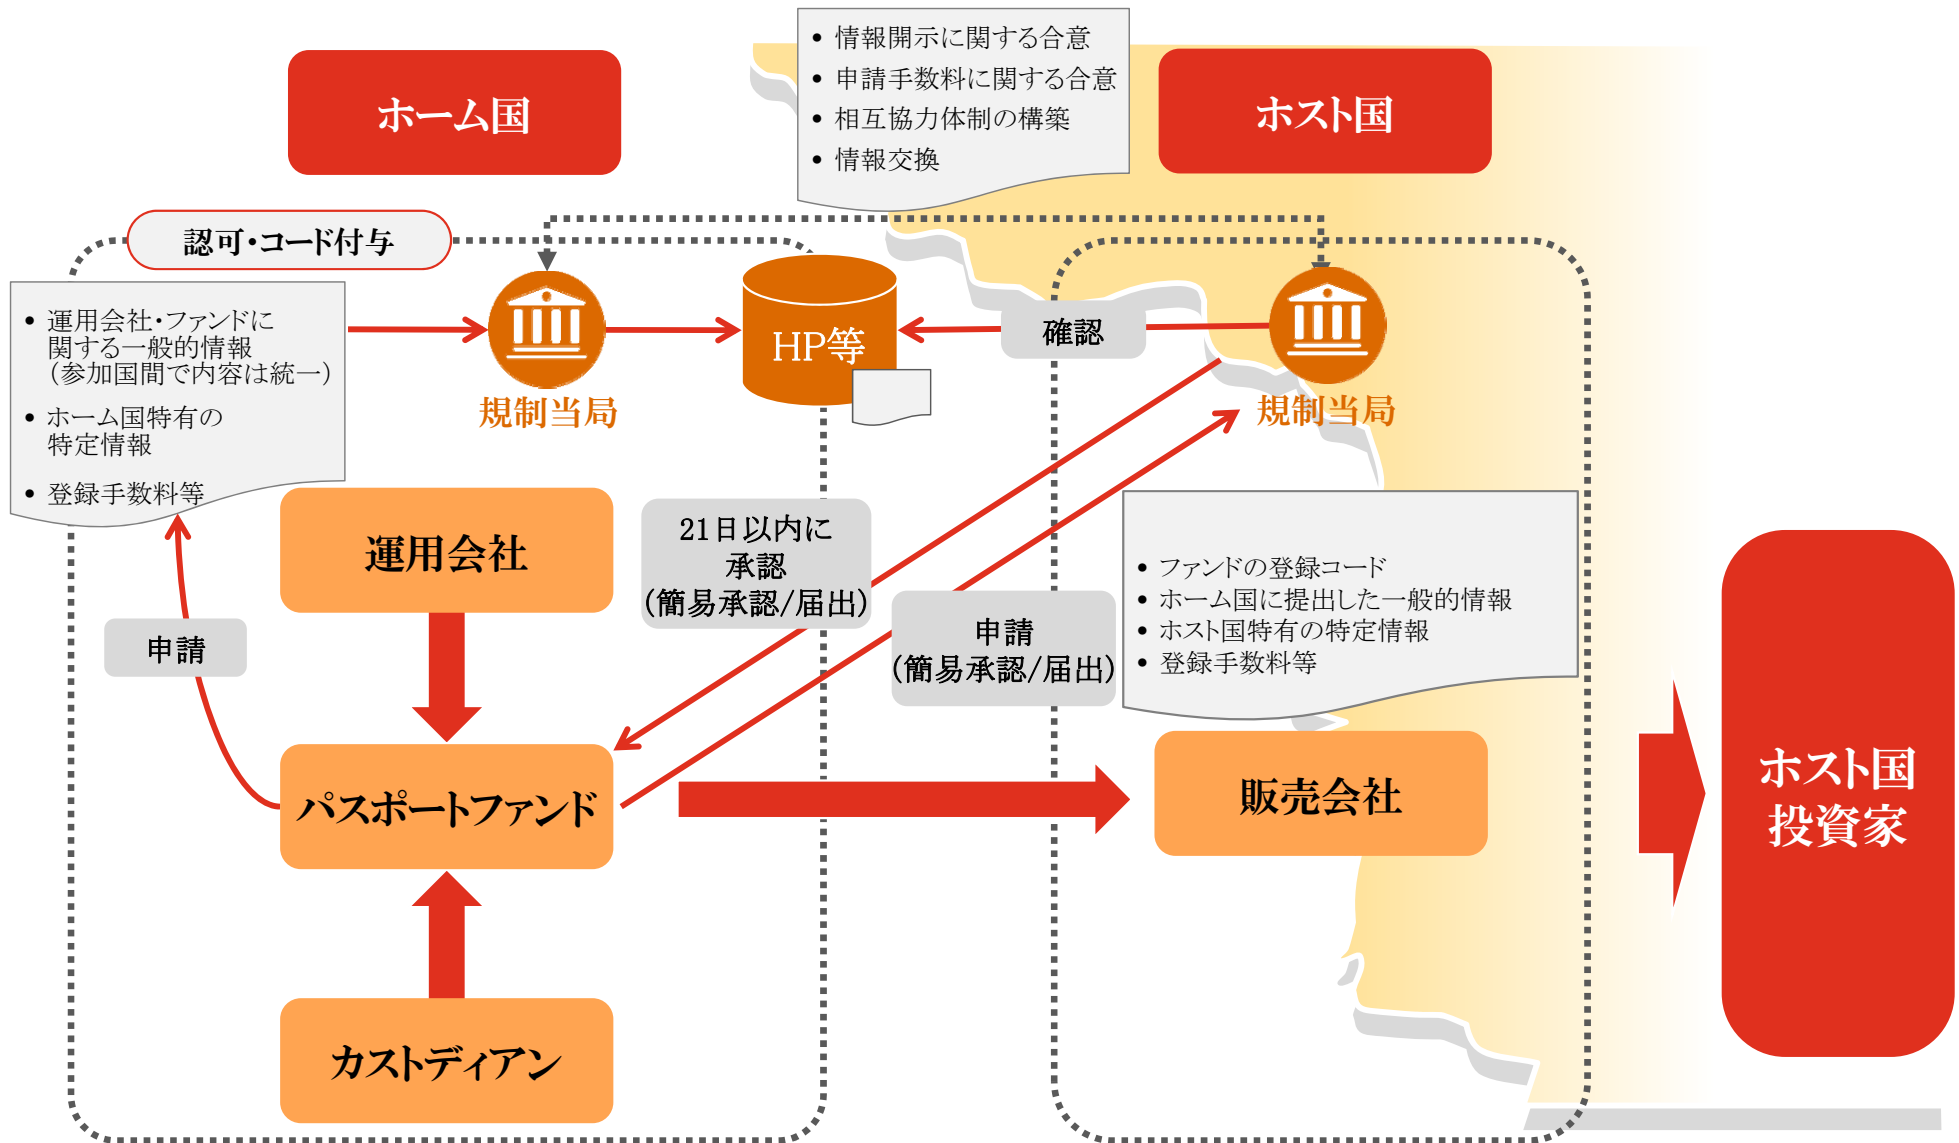 ホーム国
• 情報開示に関する合意
• 申請手数料に関する合意
• 相互協力体制の構築
• 情報交換
ホスト国
認可・コード付与
• 運用会社・ファンドに
関する一般的情報
（参加国間で内容は統一）
• ホーム国特有の
特定情報
• 登録手数料等
規制当局
HP等
確認
規制当局
運用会社
21日以内に
承認
(簡易承認/届出)
申請
(簡易承認/届出)
• ファンドの登録コード
• ホーム国に提出した一般的情報
• ホスト国特有の特定情報
• 登録手数料等
申請
パスポートファンド
販売会社
ホスト国
投資家
カストディアン